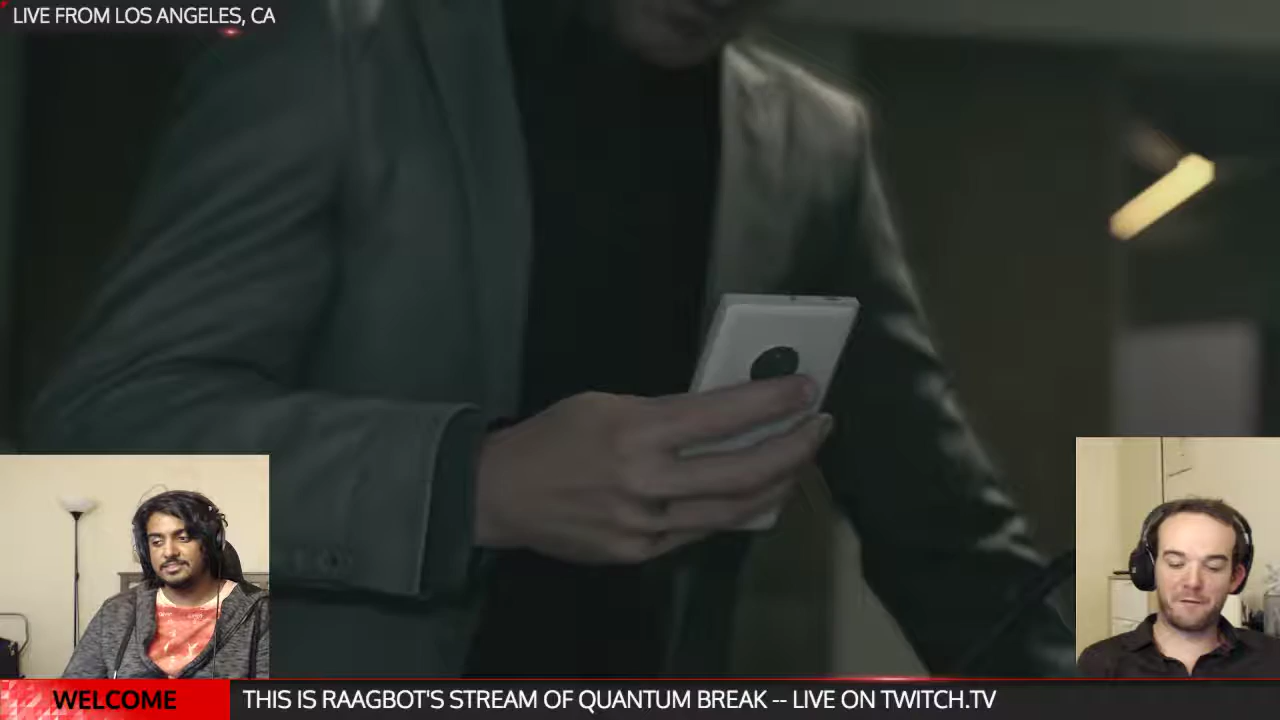 LIVE FROM LOS ANGELES, CA
WELCOME
THIS IS RAAGBOT'S STREAM OF QUANTUM BREAK -- LIVE ON TWITCH.TV